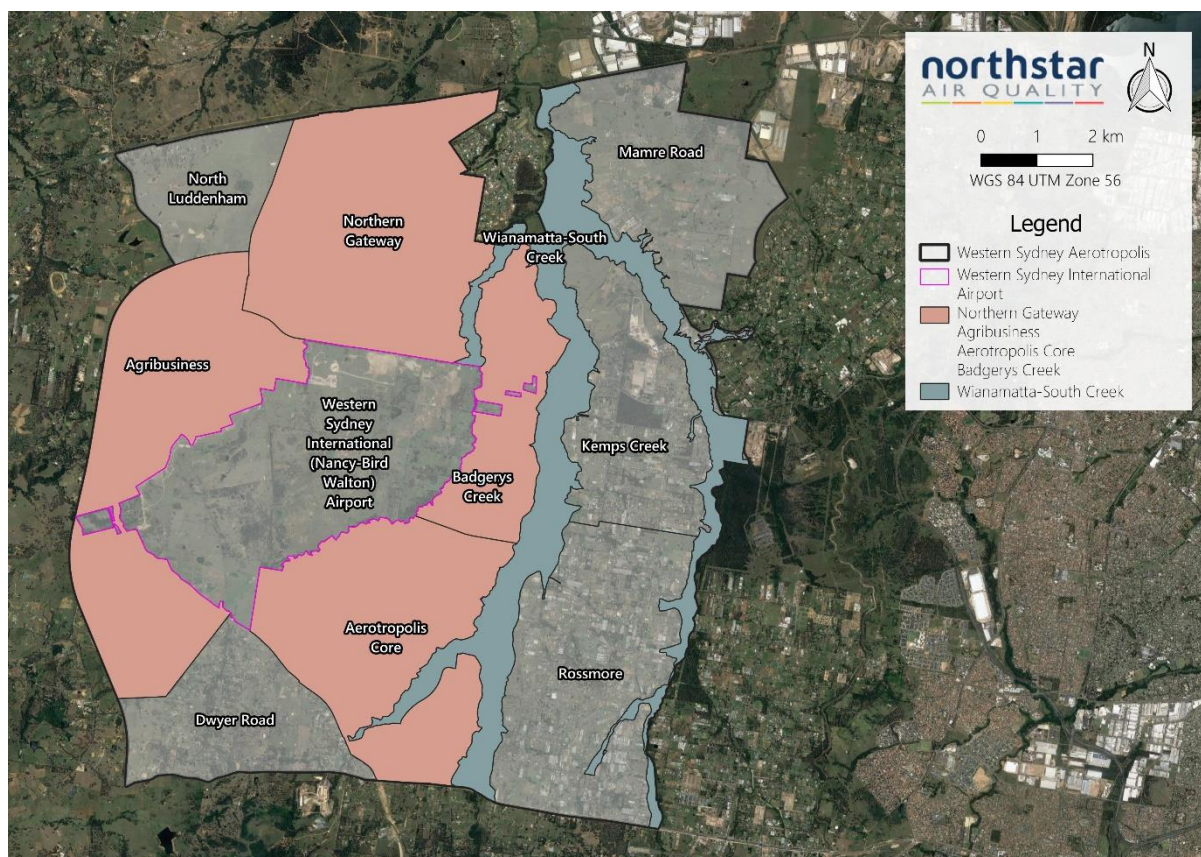 northstar
AIR QUALITY
N
0 1 2 km
WGS 84 UTM Zone 56
Legend
Western Sydney Aerotropolis
Western Sydney International
Airport
Northern Gateway
Agribusiness
Aerotropolis Core
Badgerys Creek
Wianamatta-South Creek
Mamre Road
North
Luddenham
Northern
Gateway
Wianamatta-South
Creek
Agribusiness
Western
Sydney
International
(Nancy-Bird
Walton)
Airport
Kemps Creek
Badgerys
Creek
Aerotropolis
Core
Rossmore
Dwyer Road